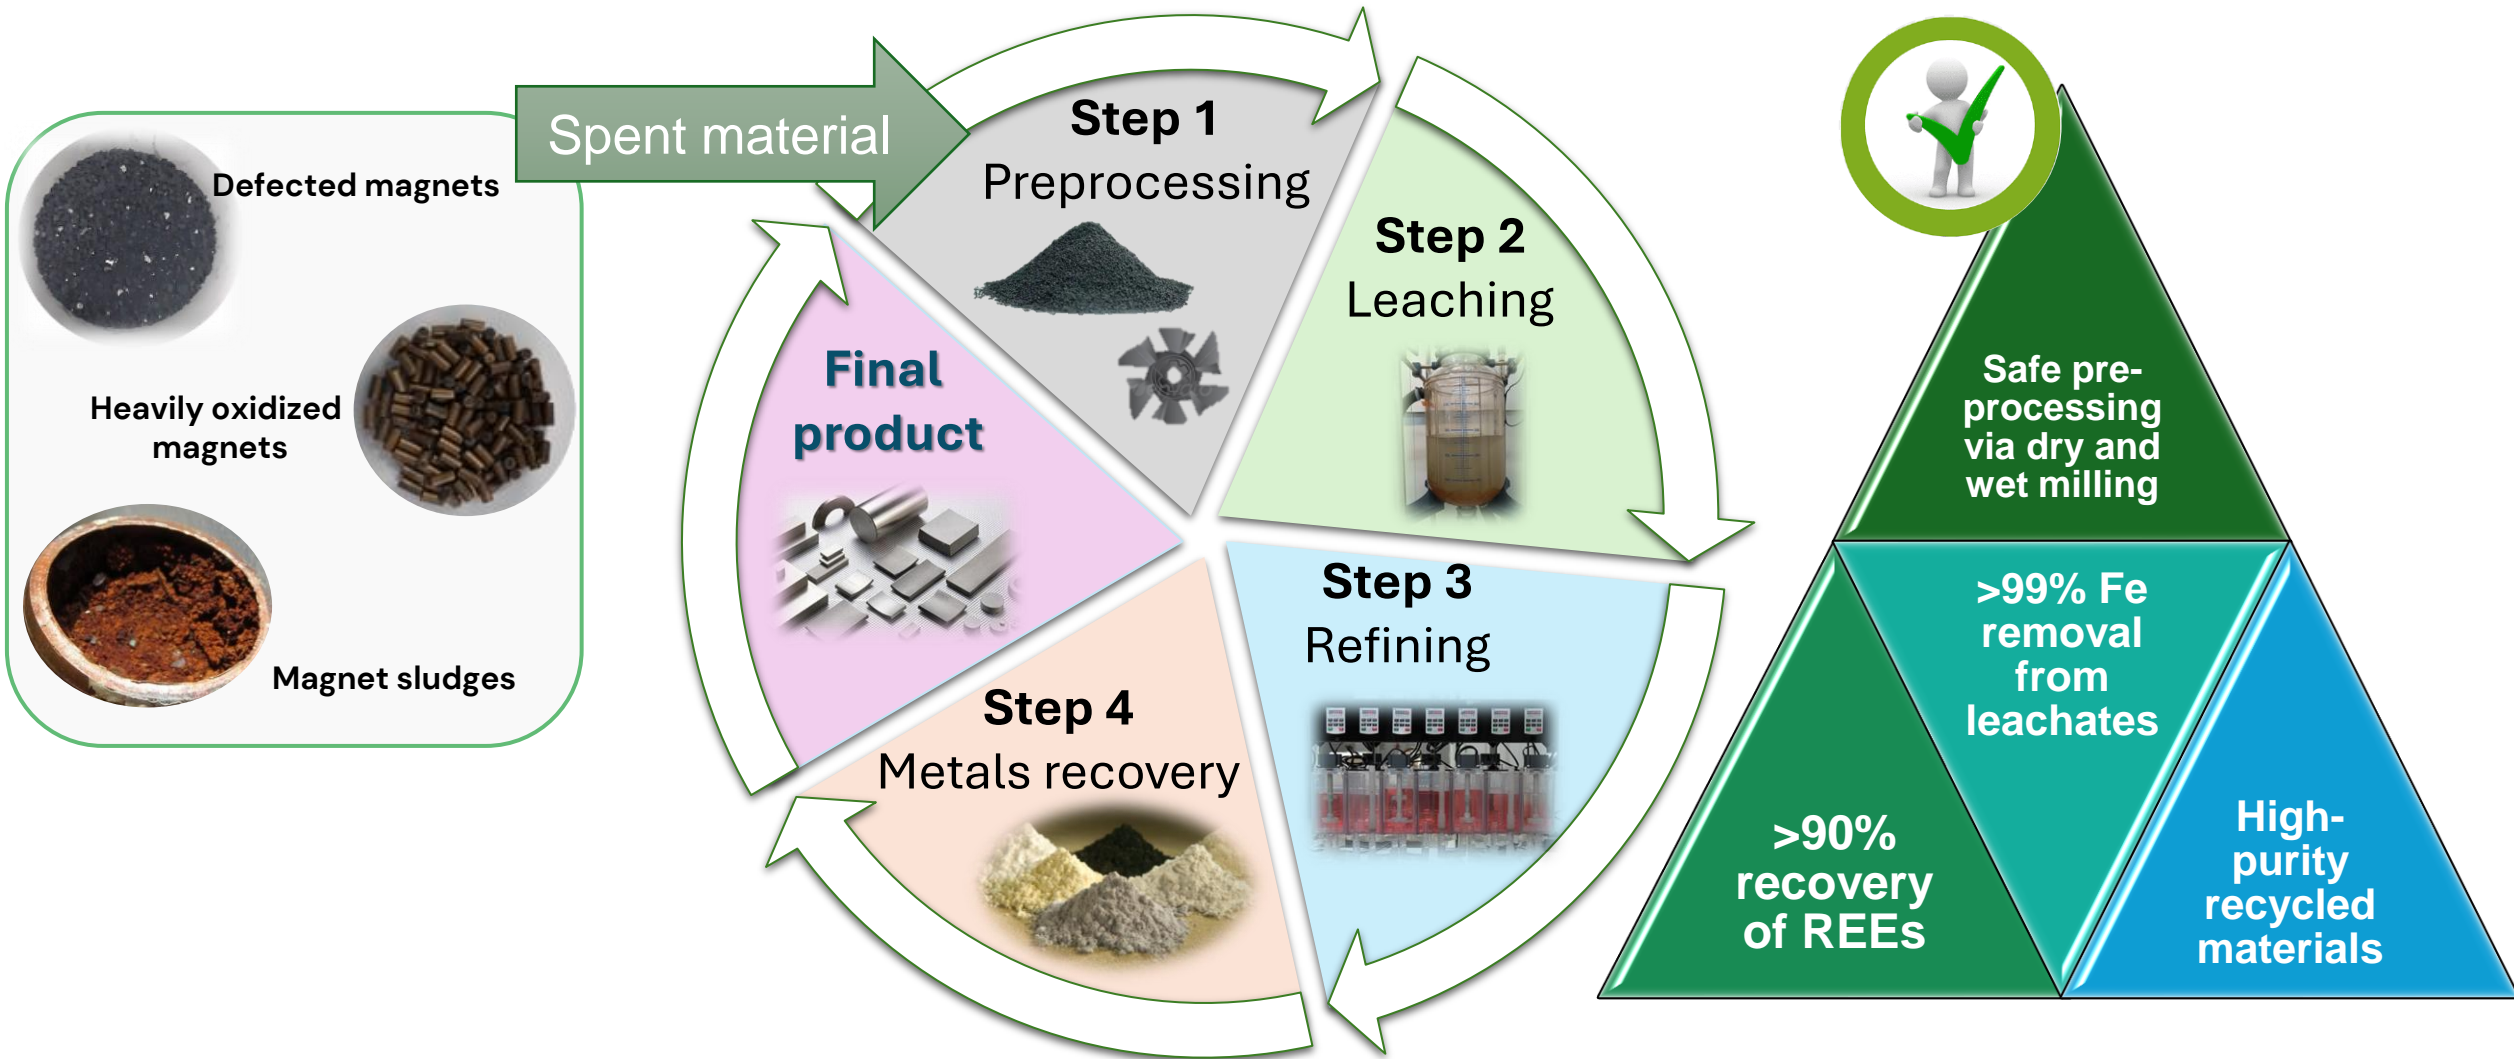 Defected magnets
Heavily oxidized
magnets
Magnet sludges
Spent material
Step 1
Preprocessing
Step 2
Leaching
Step 3
Refining
Step 4
Metals recovery
Final
product
Safe pre-
processing
via dry and
wet milling
>99% Fe
removal
from
leachates
>90%
recovery
of REEs
High-
purity
recycled
materials